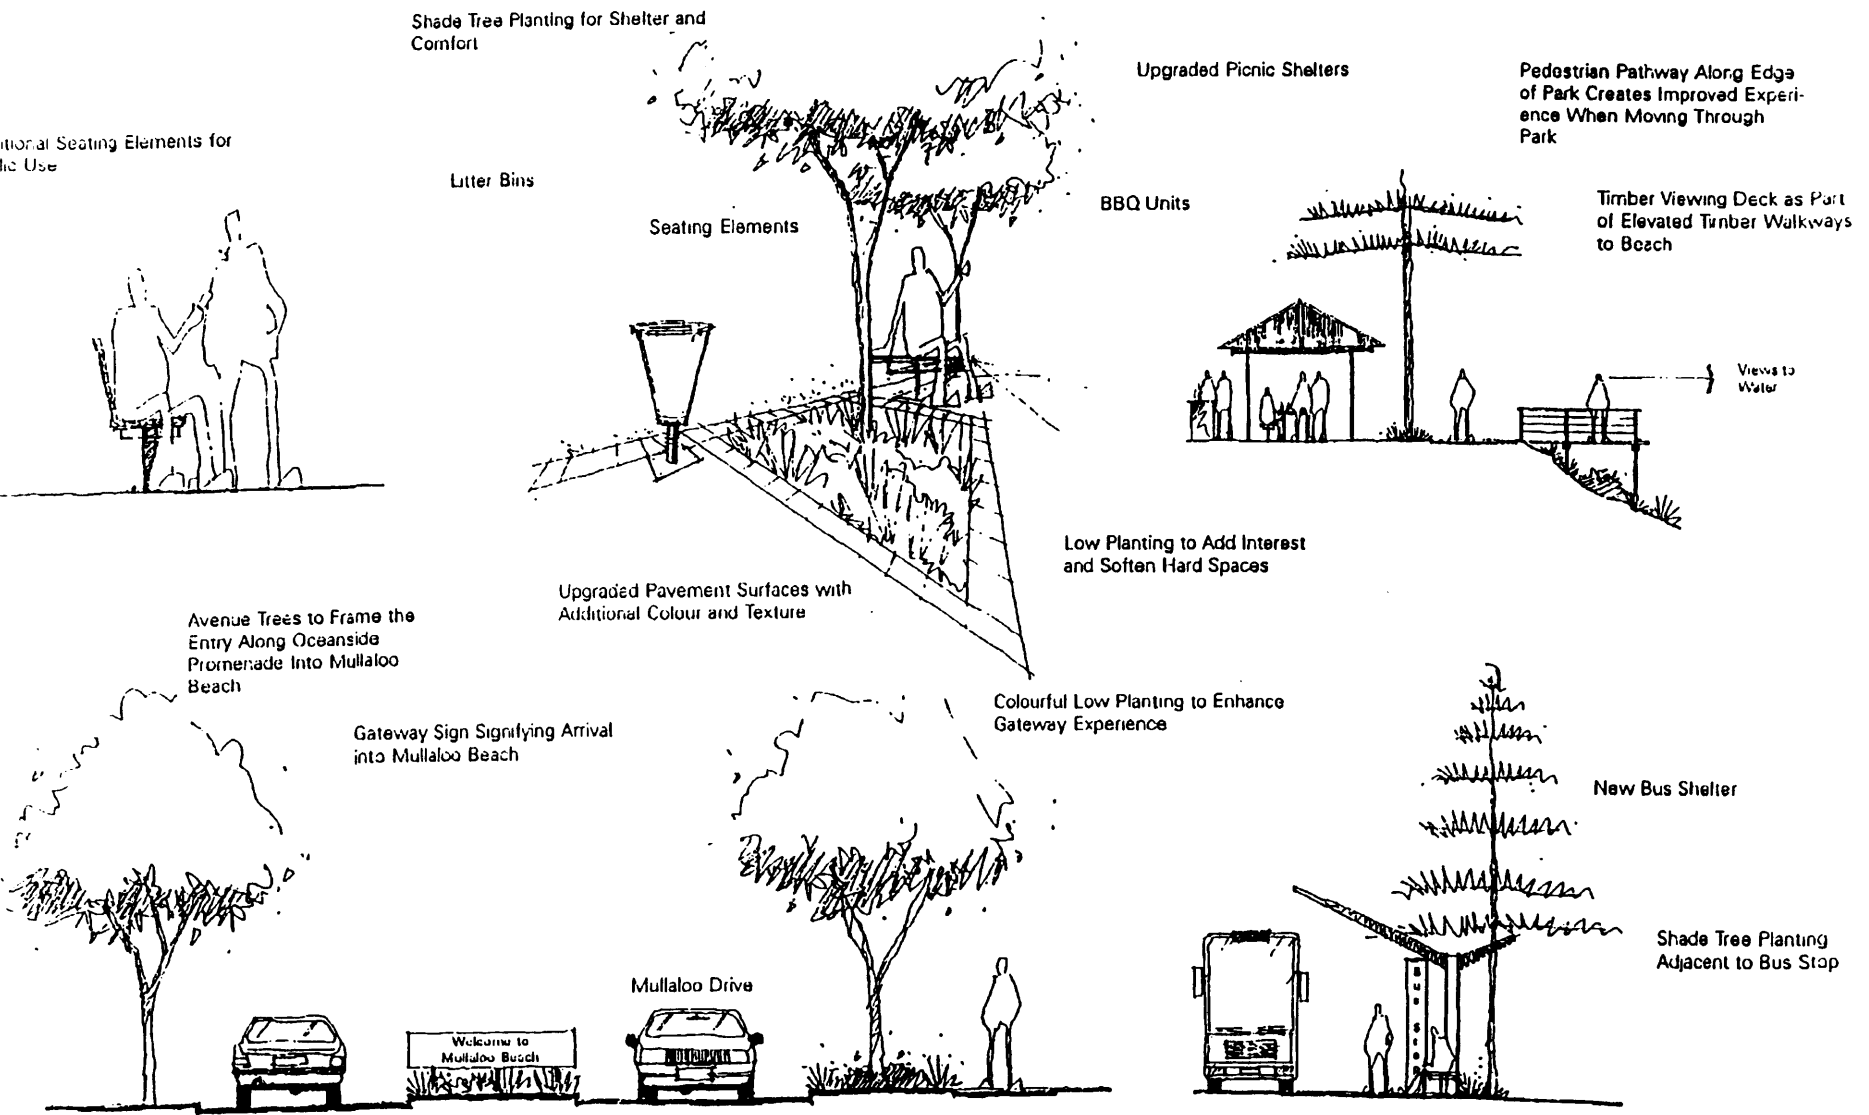 Shade Tree Planting for Shelter and
Comfort
Upgraded Picnic Shelters
Pedestrian Pathway Along Edge
of Park Creates Improved Experi-
ence When Moving Through
Park
itional Seating Elements for
lic Use
Litter Bins
Seating Elements
BBQ Units
Timber Viewing Deck as Part
of Elevated Timber Walkways
to Beach
Views to
Water
Low Planting to Add Interest
and Soften Hard Spaces
Upgraded Pavement Surfaces with
Additional Colour and Texture
Avenue Trees to Frame the
Entry Along Oceanside
Promenade Into Mullaloo
Beach
Gateway Sign Signifying Arrival
into Mullaloo Beach
Colourful Low Planting to Enhance
Gateway Experience
New Bus Shelter
Shade Tree Planting
Adjacent to Bus Stop
Mullaloo Drive
Welcome to
Mullaloo Beach
Bus Stop